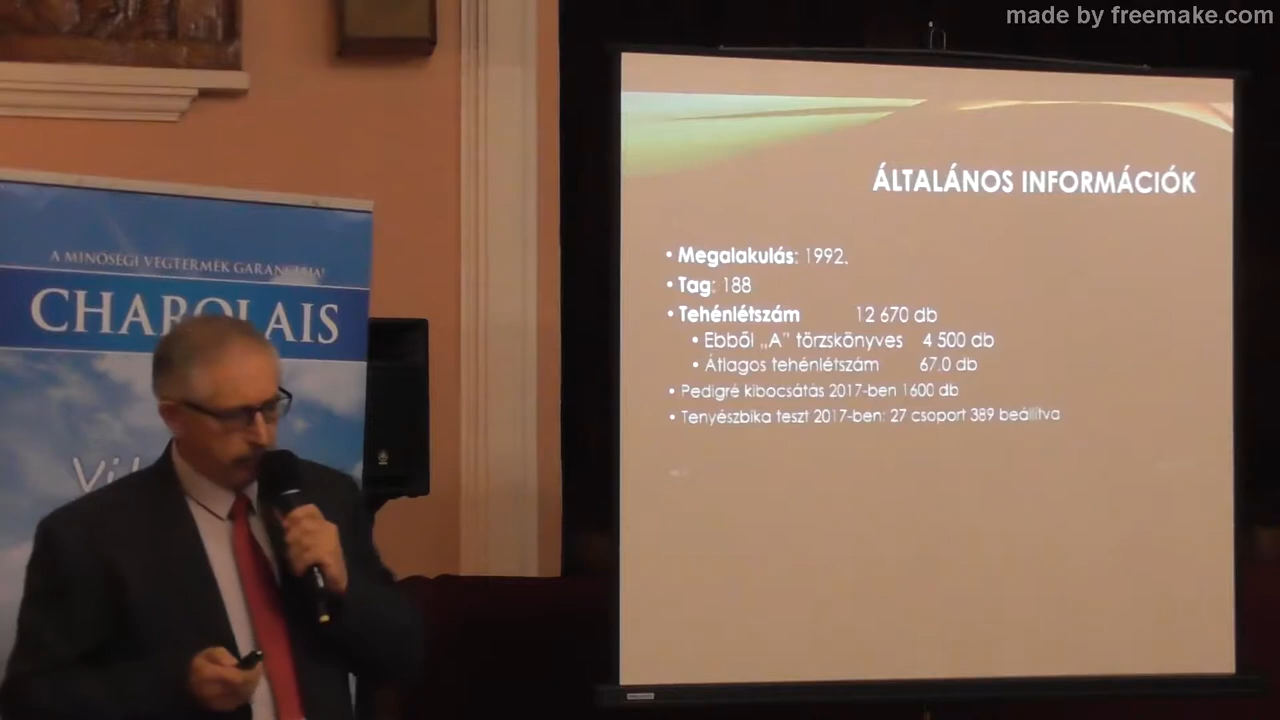 made by freemake.com
A MINŐSÉGI VÉGTERMÉK
CHAROLAIS
ÁLTALÁNOS INFORMÁCIÓK
• Megalakulás: 1992.
• Tag: 188
• Tehénlétszám 12 670 db
• Ebből „A” törzskönyves 4 500 db
• Átlagos tehénlétszám 67.0 db
• Pedigré kibocsátás 2017-ben 1600 db
• Tenyészbika teszt 2017-ben: 27 csoport 389 beállítva